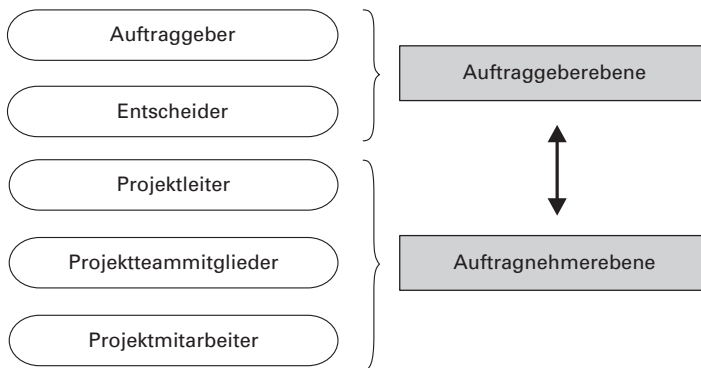 Auftraggeber
Entscheider
Projektleiter
Projektteammitglieder
Projektmitarbeiter
Auftraggeberebene
Auftragnehmerebene